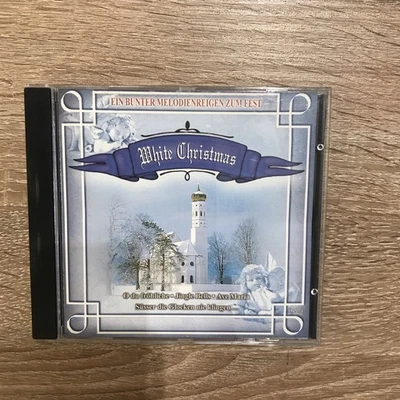 EIN BUNTER MELODIENREIGEN ZUM FEST
White Christmas
O du fröhliche • Jingle Bells • Ave Maria
Süsser die Glocken nie klingen